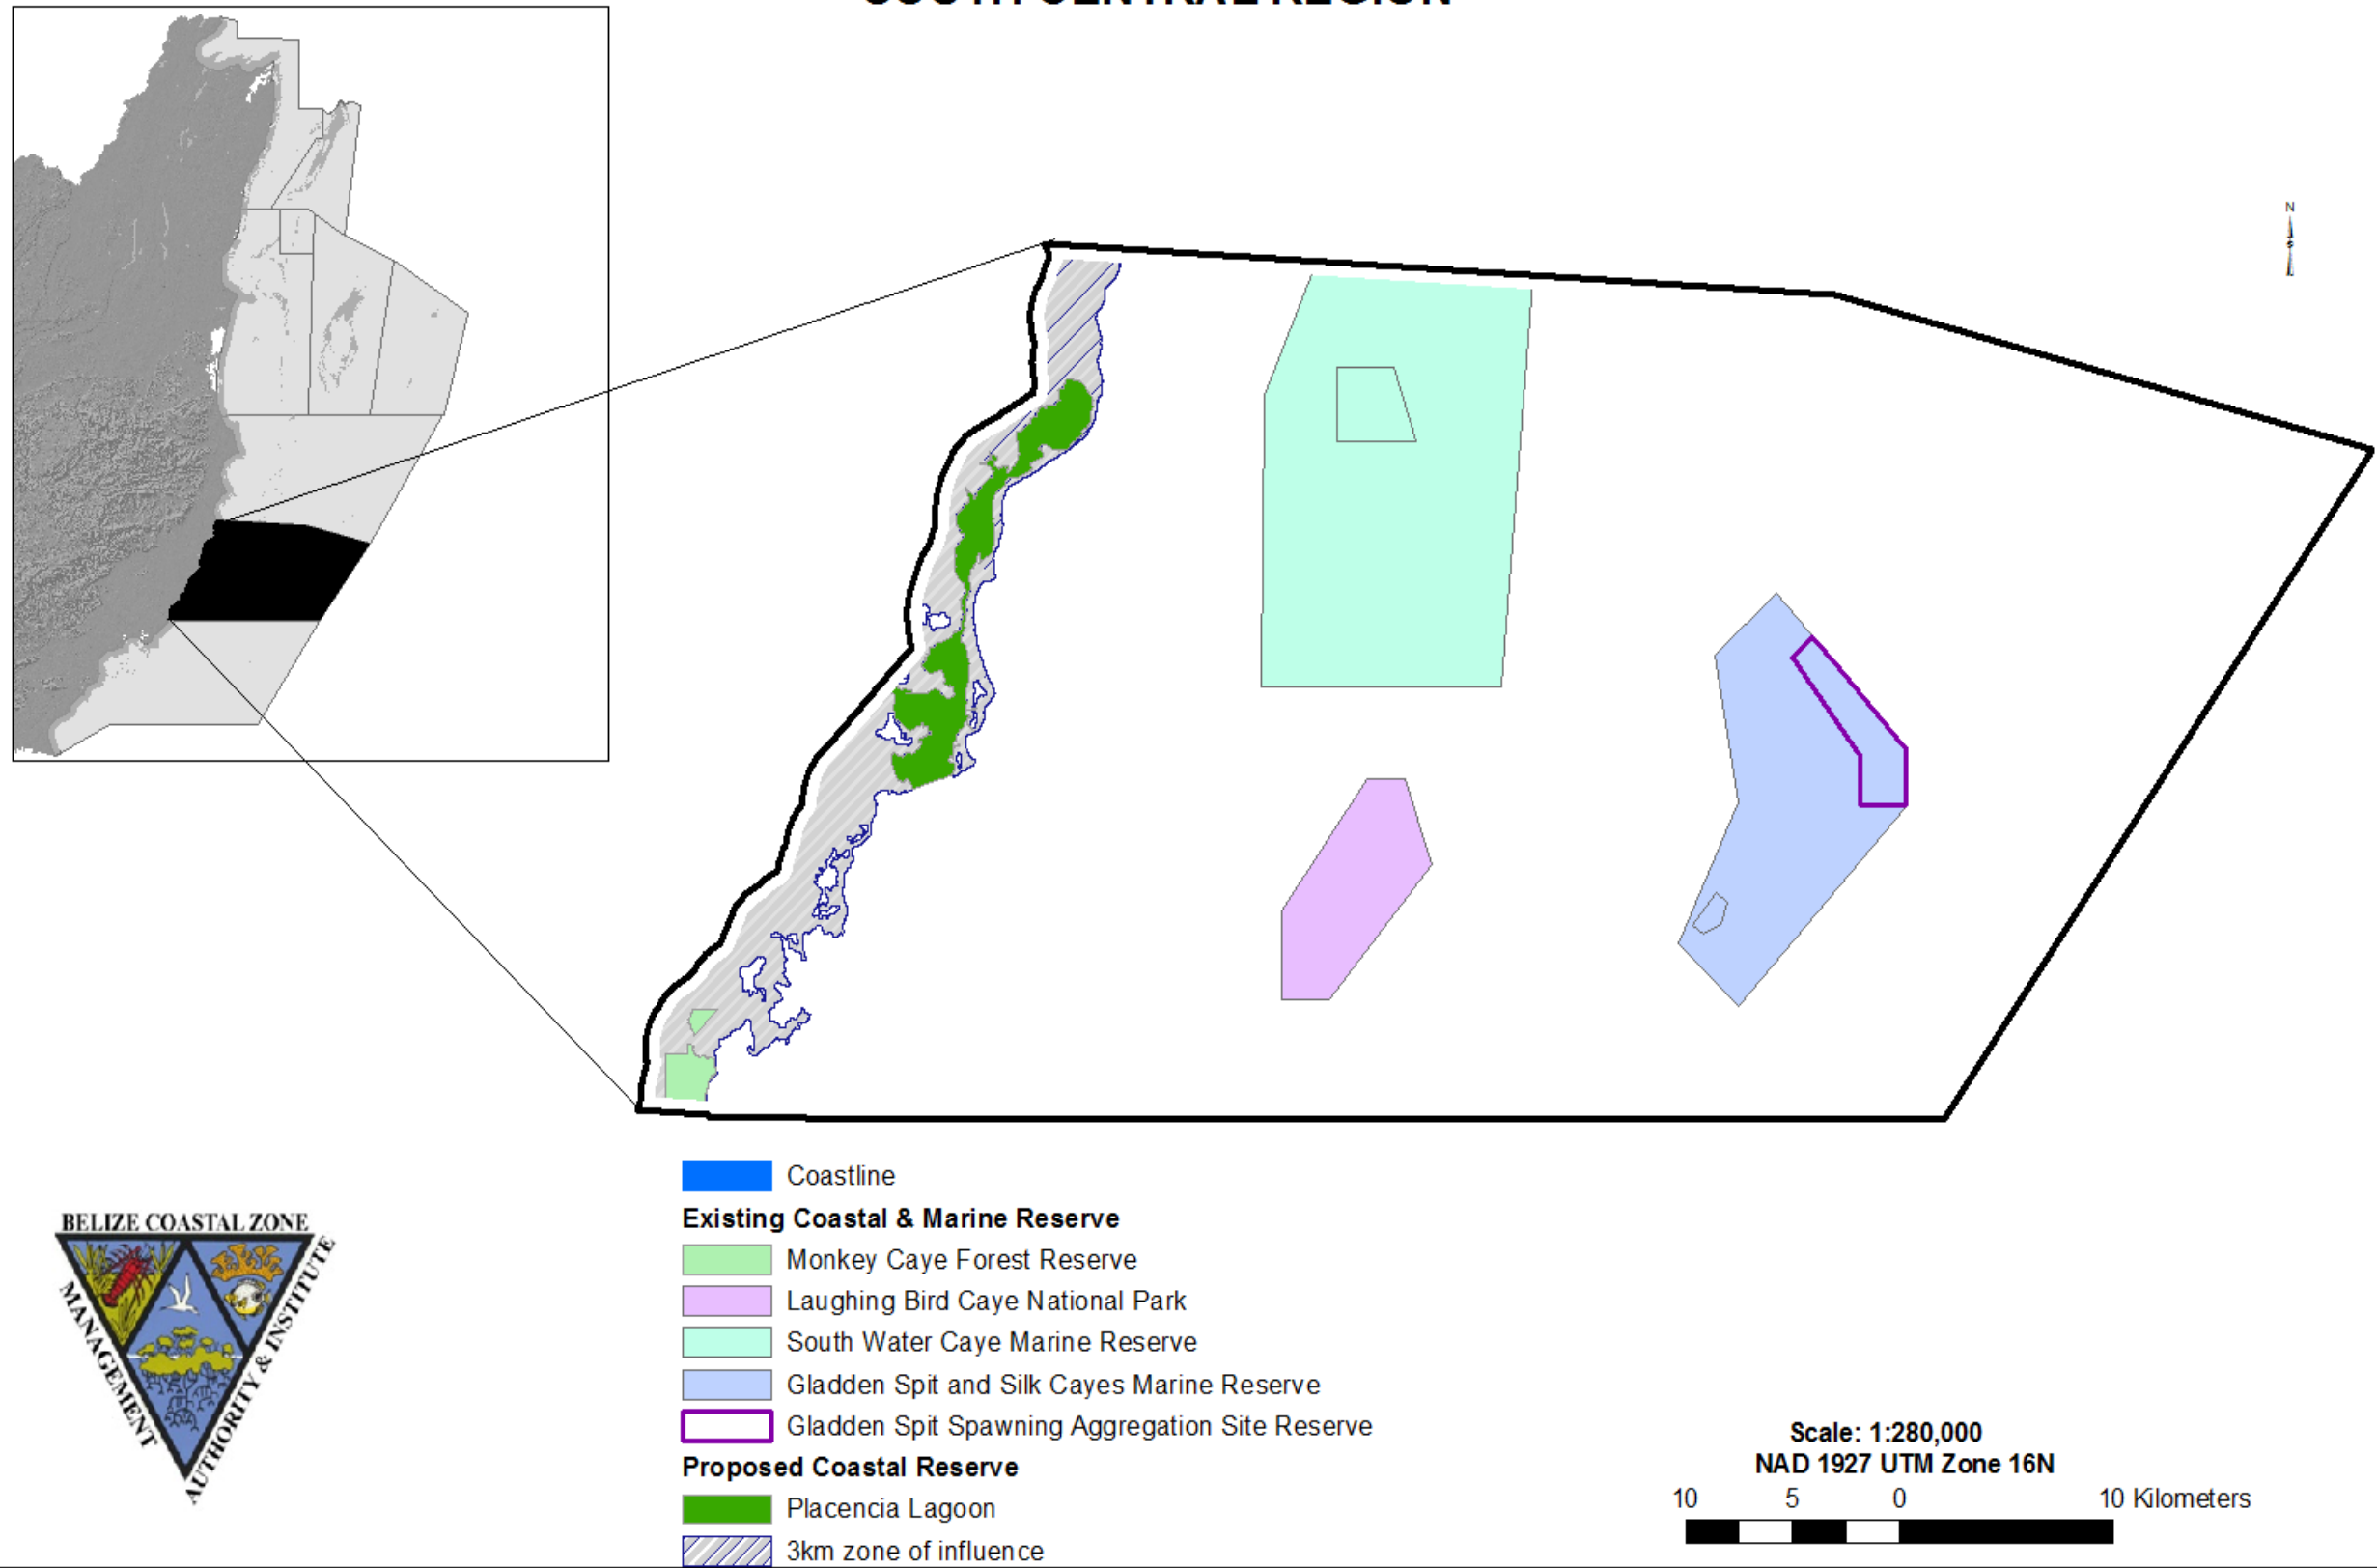 SOUTH CENTRAL REGION
N
S
Coastline
Existing Coastal & Marine Reserve
Monkey Caye Forest Reserve
Laughing Bird Caye National Park
South Water Caye Marine Reserve
Gladden Spit and Silk Cayes Marine Reserve
Gladden Spit Spawning Aggregation Site Reserve
Proposed Coastal Reserve
Placencia Lagoon
3km zone of influence
BELIZE COASTAL ZONE
MANAGEMENT
AUTHORITY & INSTITUTE
Scale: 1:280,000
NAD 1927 UTM Zone 16N
10 5 0 10 Kilometers